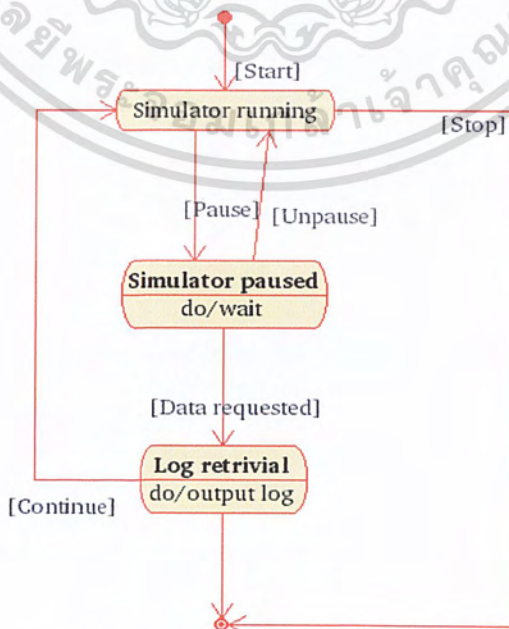 [Start]
Simulator running
[Stop]
[Pause]
[Unpause]
Simulator paused
do/wait
[Data requested]
Log retrivial
do/output log
[Continue]